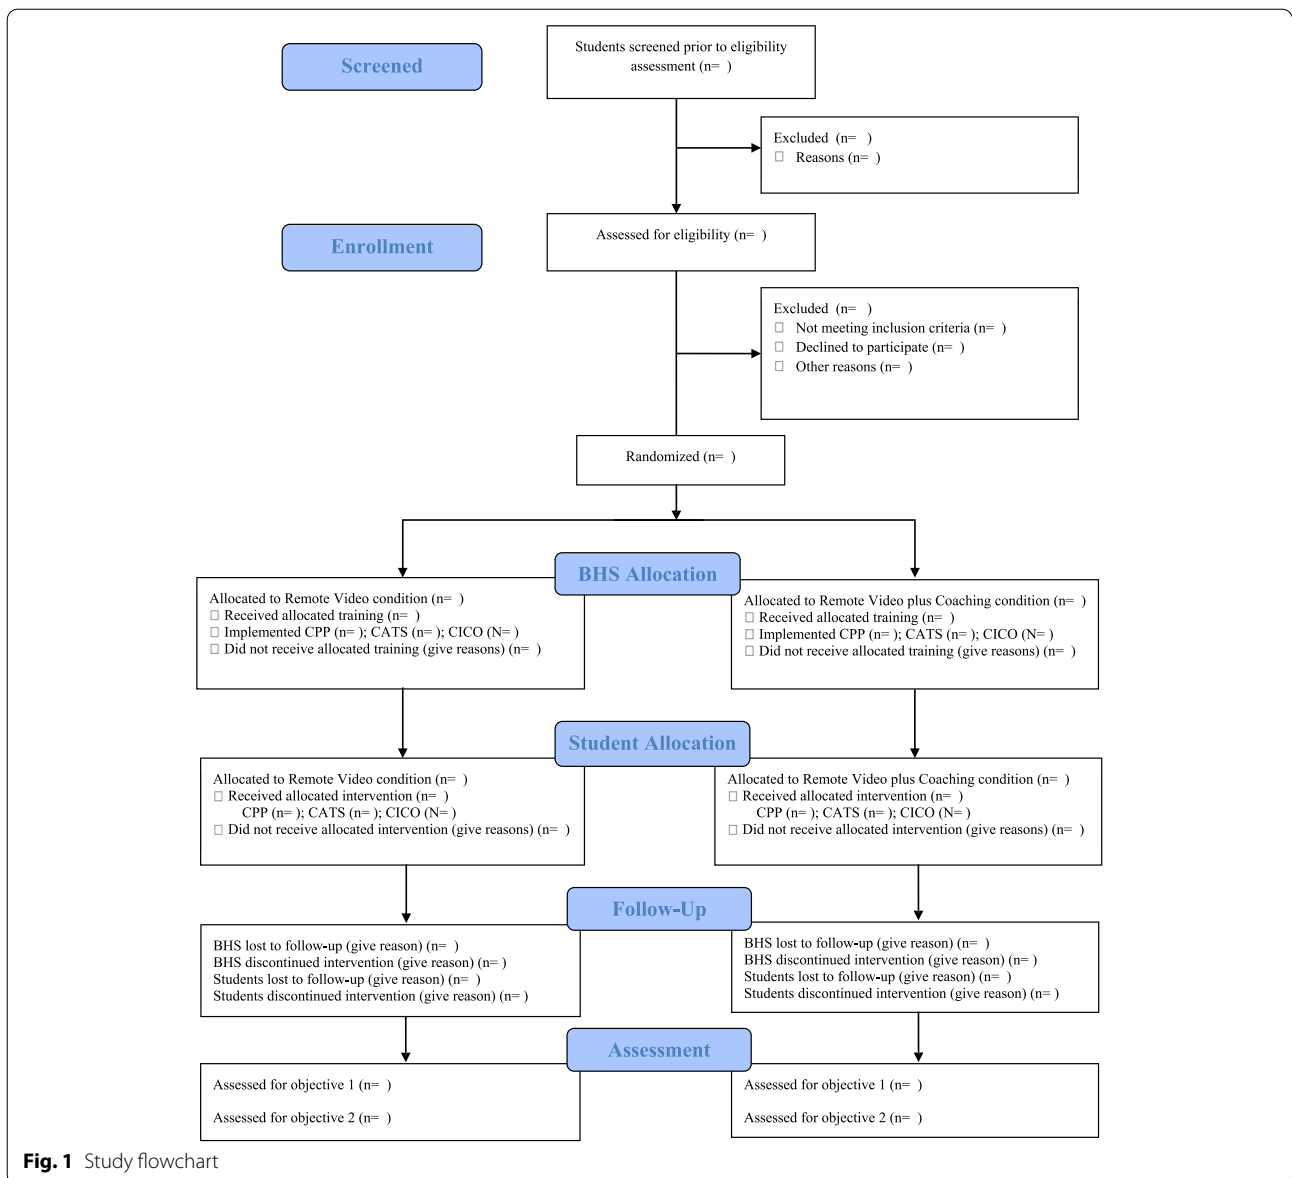 Screened
Students screened prior to eligibility
assessment (n=  )
Excluded  (n=   )
□ Reasons (n=  )
Enrollment
Assessed for eligibility (n=  )
Excluded  (n=   )
□ Not meeting inclusion criteria (n=  )
□ Declined to participate (n=  )
□ Other reasons (n=  )
Randomized (n=  )
BHS Allocation
Allocated to Remote Video condition (n=  )
□ Received allocated training (n=  )
□ Implemented CPP (n= ); CATS (n= ); CICO (N= )
□ Did not receive allocated training (give reasons) (n=  )
Allocated to Remote Video plus Coaching condition (n=  )
□ Received allocated training (n=  )
□ Implemented CPP (n= ); CATS (n= ); CICO (N= )
□ Did not receive allocated training (give reasons) (n=  )
Student Allocation
Allocated to Remote Video condition (n=  )
□ Received allocated intervention (n=  )
CPP (n= ); CATS (n= ); CICO (N= )
□ Did not receive allocated intervention (give reasons) (n=  )
Allocated to Remote Video plus Coaching condition (n=  )
□ Received allocated intervention (n=  )
CPP (n= ); CATS (n= ); CICO (N= )
□ Did not receive allocated intervention (give reasons) (n=  )
Follow-Up
BHS lost to follow-up (give reason) (n=  )
BHS discontinued intervention (give reason) (n=  )
Students lost to follow-up (give reason) (n=  )
Students discontinued intervention (give reason) (n= )
BHS lost to follow-up (give reason) (n=  )
BHS discontinued intervention (give reason) (n=  )
Students lost to follow-up (give reason) (n=  )
Students discontinued intervention (give reason) (n= )
Assessment
Assessed for objective 1 (n=  )
Assessed for objective 2 (n=  )
Assessed for objective 1 (n=  )
Assessed for objective 2 (n=  )
Fig. 1 Study flowchart